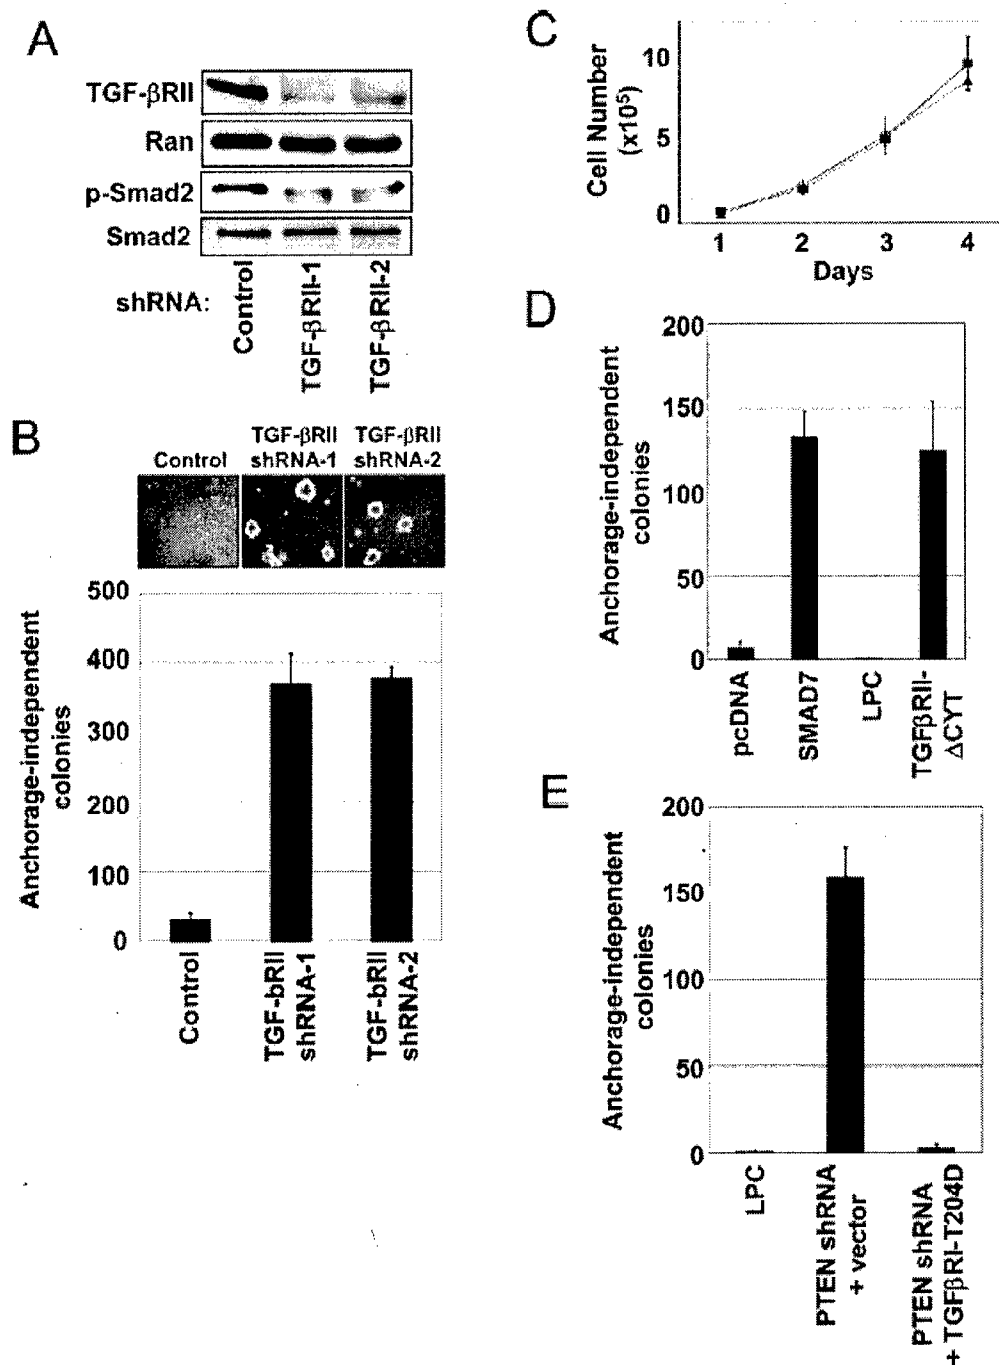 A
TGF-βRII
Ran
p-Smad2
Smad2
shRNA:
Control
TGF-βRII-1
TGF-βRII-2
B
Control
TGF-βRII
shRNA-1
TGF-βRII
shRNA-2
Anchorage-independent
colonies
500
400
300
200
100
0
Control
TGF-bRII
shRNA-1
TGF-bRII
shRNA-2
C
Cell Number
(x10⁵)
10
5
0
1 2 3 4
Days
D
Anchorage-independent
colonies
200
150
100
50
0
pcDNA
SMAD7
LPC
TGFβRII-
ΔCYT
E
Anchorage-independent
colonies
200
150
100
50
0
LPC
PTEN shRNA
+ vector
PTEN shRNA
+ TGFβRI-T204D